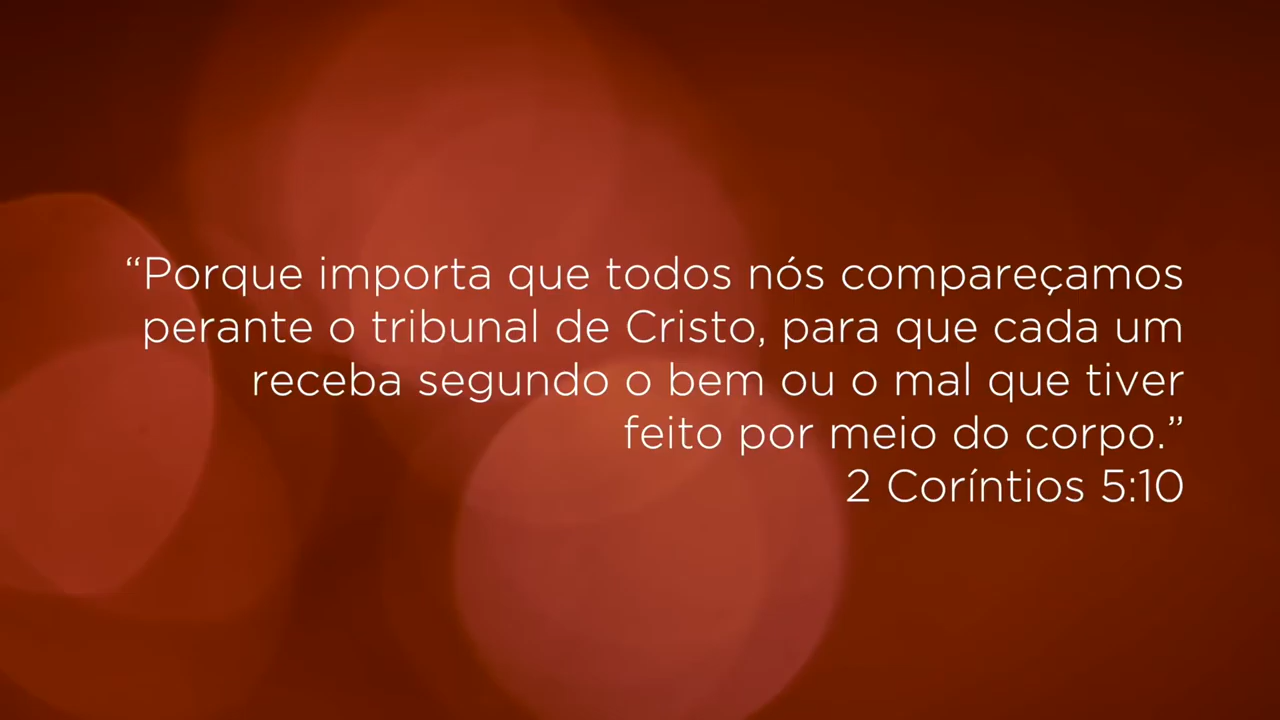 “Porque importa que todos nós compareçamos
perante o tribunal de Cristo, para que cada um
receba segundo o bem ou o mal que tiver
feito por meio do corpo.”
2 Coríntios 5:10